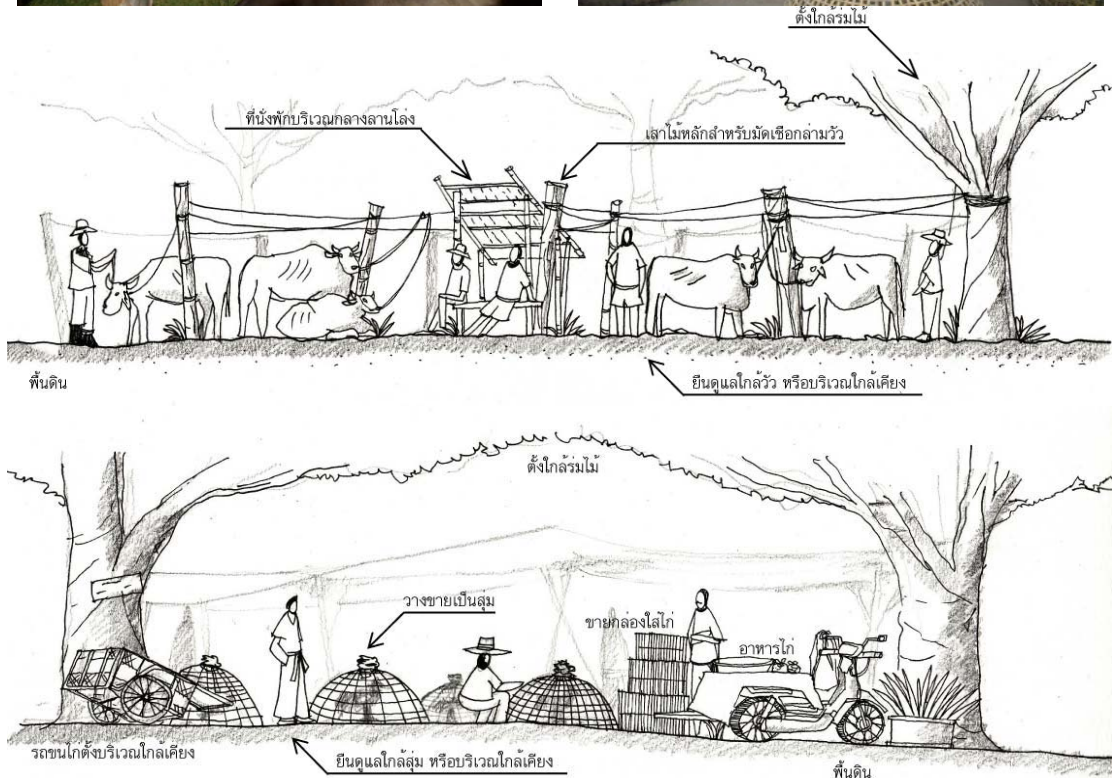 ตั้งใกล้ร่มไม้
ที่นั่งพักบริเวณกลางลานโล่ง
เสาไม้หลักสำหรับมัดเชือกล่ามวัว
พื้นดิน
ยืนดูแลใกล้วัว หรือบริเวณใกล้เคียง
ตั้งใกล้ร่มไม้
วางขายเป็นสุ่ม
ขายกล่องใส่ไก่
อาหารไก่
รถขนไก่ตั้งบริเวณใกล้เคียง
ยืนดูแลใกล้สุ่ม หรือบริเวณใกล้เคียง
พื้นดิน